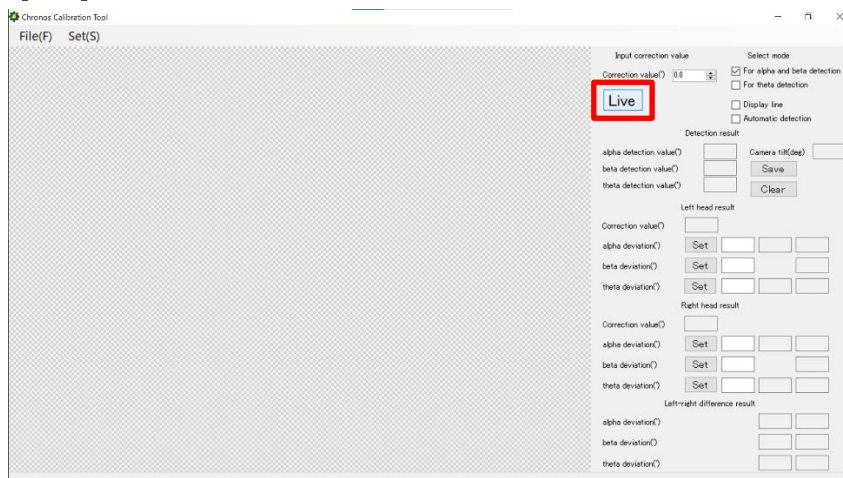 Chronos Calibration Tool
File(F) Set(S)
Input correction value Select mode
Correction value(') 0.0 For alpha and beta detection
For theta detection
Live
Display line
Automatic detection
Detection result
alpha detection value(') Camera tilt(deg)
beta detection value(') Save
theta detection value(') Clear
Left head result
Correction value(')
alpha deviation(') Set
beta deviation(') Set
theta deviation(') Set
Right head result
Correction value(')
alpha deviation(') Set
beta deviation(') Set
theta deviation(') Set
Left-right difference result
alpha deviation(')
beta deviation(')
theta deviation(')